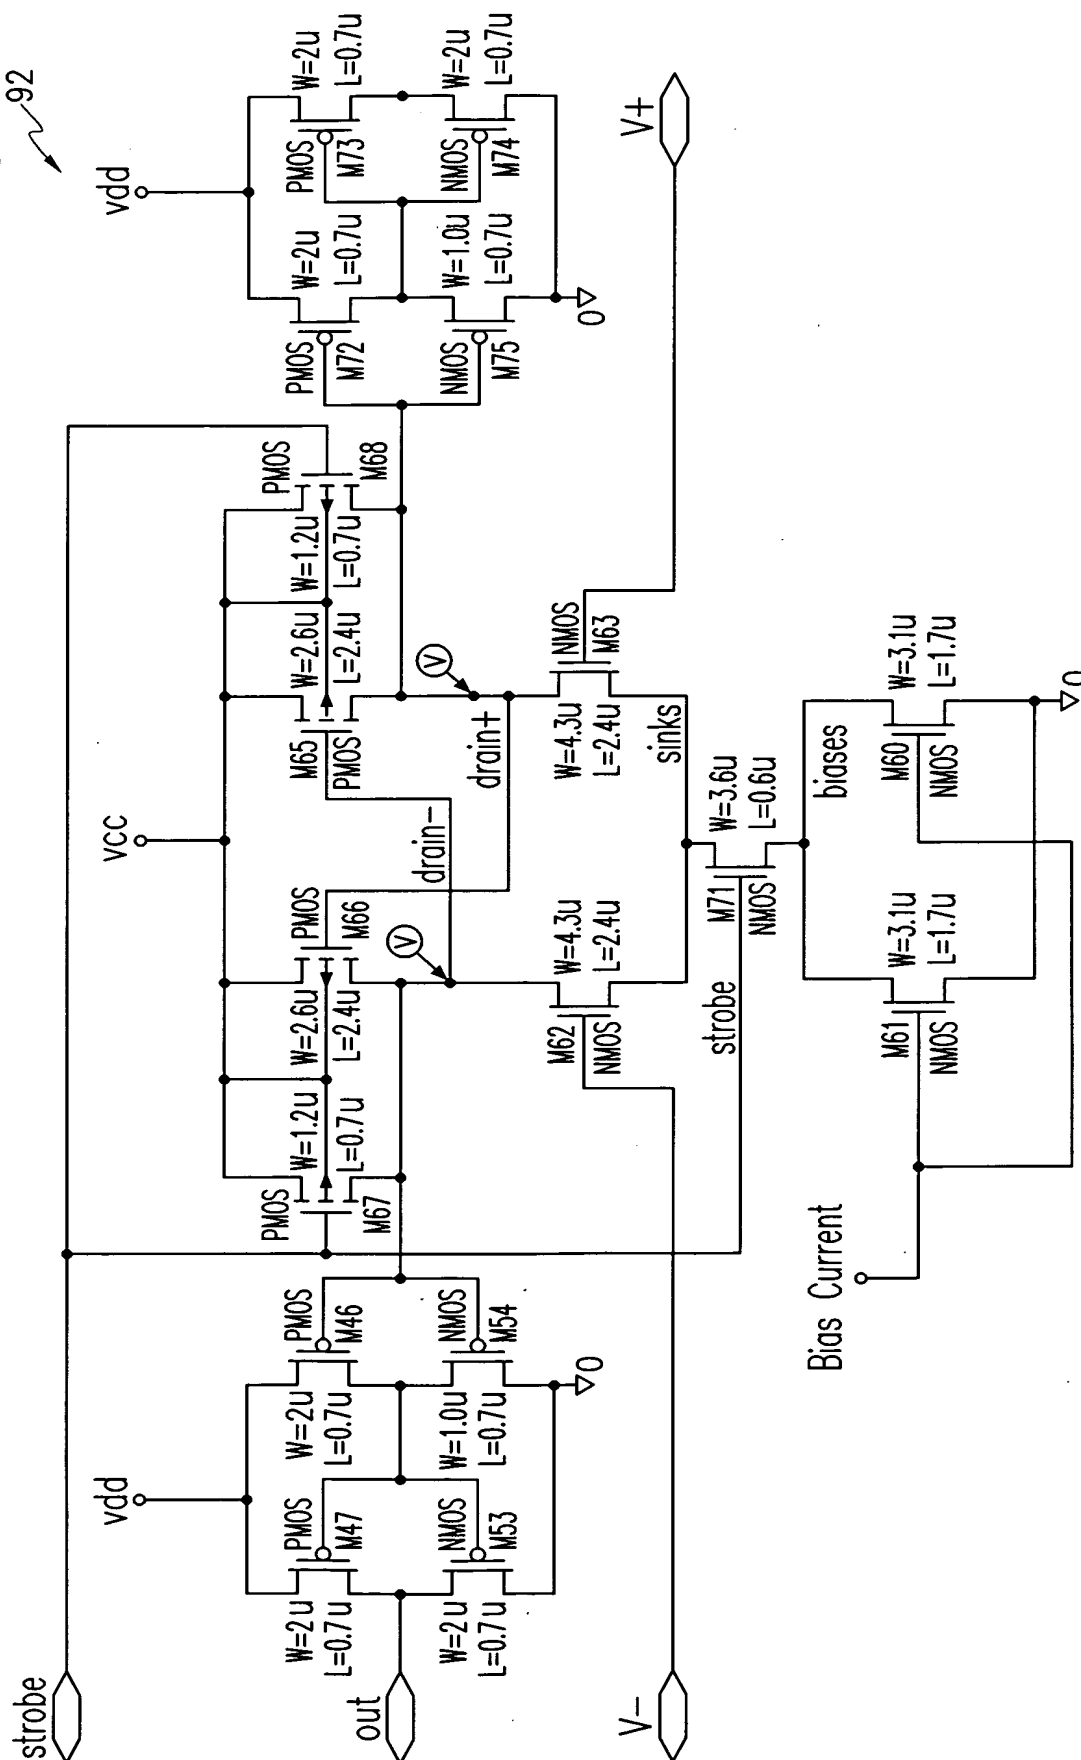 92
strobe
out
V-
V+
vdd
W=2u
L=0.7u
PMOS
M47
W=2u
L=0.7u
NMOS
M53
W=2u
L=0.7u
PMOS
M46
W=1.0u
L=0.7u
NMOS
M54
0
vcc
PMOS
M67
W=1.2u
L=0.7u
W=2.6u
L=2.4u
PMOS
M66
drain-
drain+
V
V
M65
PMOS
W=2.6u
L=2.4u
W=1.2u
L=0.7u
PMOS
M68
M62
NMOS
W=4.3u
L=2.4u
W=4.3u
L=2.4u
NMOS
M63
sinks
strobe
M71
NMOS
W=3.6u
L=0.6u
biases
M61
NMOS
W=3.1u
L=1.7u
M60
NMOS
W=3.1u
L=1.7u
0
Bias Current
vdd
PMOS
M72
W=2u
L=0.7u
NMOS
M75
W=1.0u
L=0.7u
PMOS
M73
W=2u
L=0.7u
NMOS
M74
W=2u
L=0.7u
0